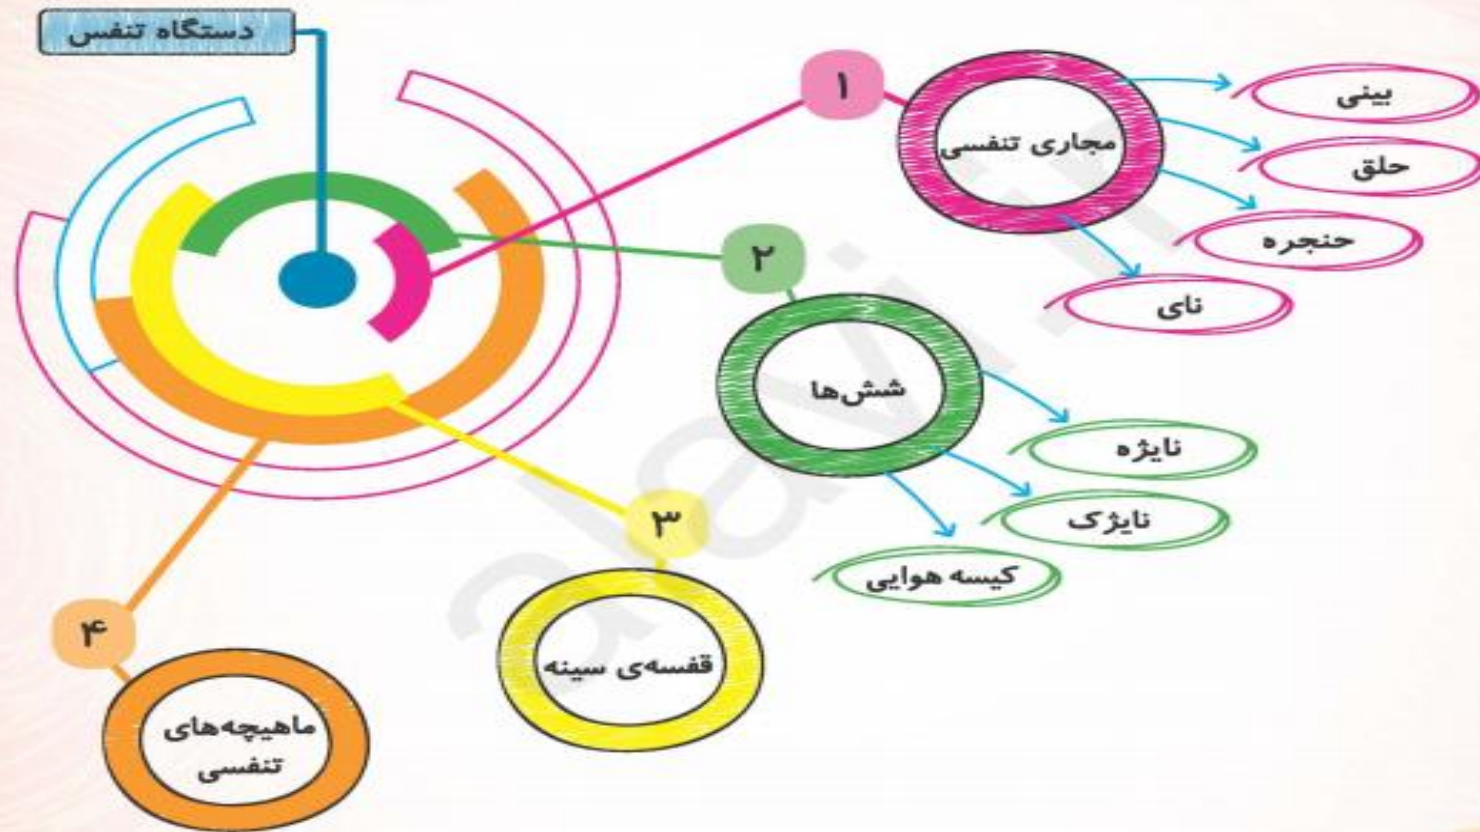 دستگاه تنفس
۱
مجاری تنفسی
بینی
حلق
حنجره
نای
۲
شش‌ها
نایژه
نایژک
کیسه هوایی
۳
قفسه‌ی سینه
۴
ماهیچه‌های
تنفسی